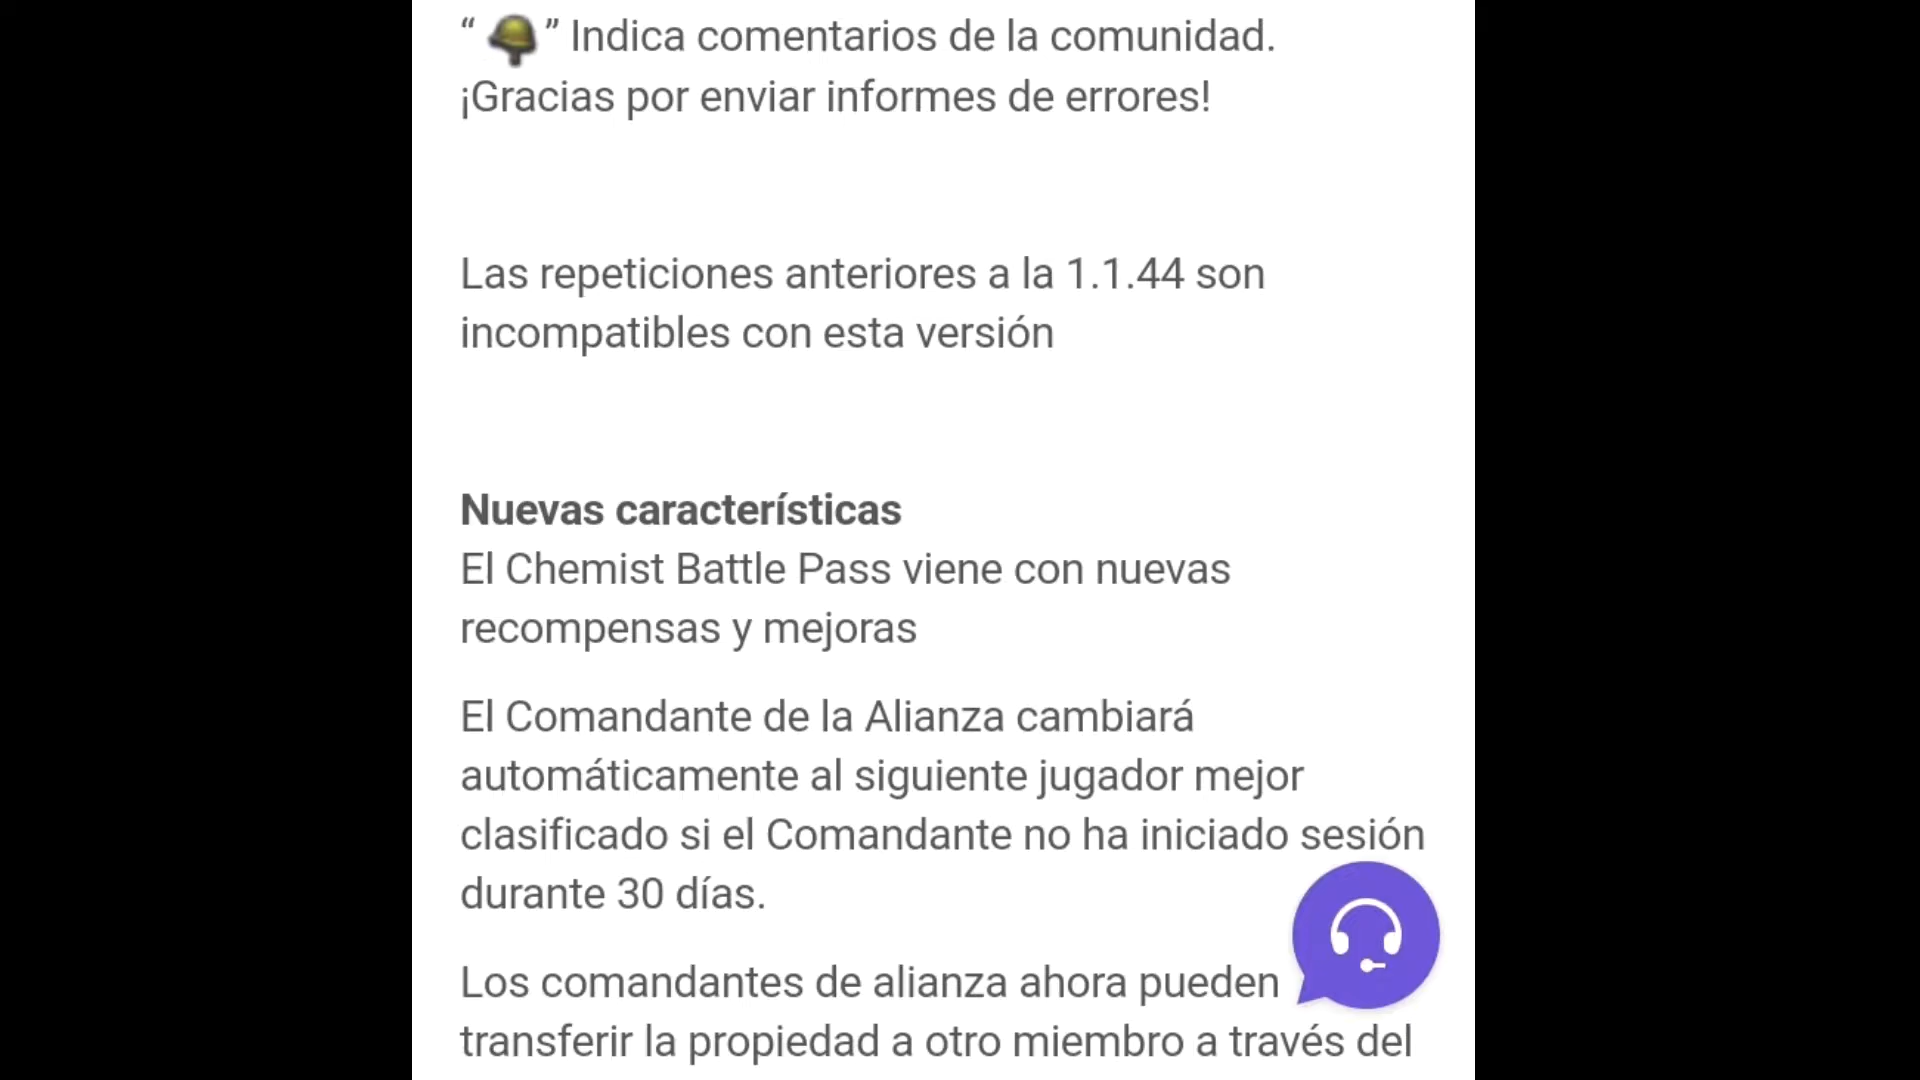 “ ” Indica comentarios de la comunidad.
¡Gracias por enviar informes de errores!
Las repeticiones anteriores a la 1.1.44 son
incompatibles con esta versión
Nuevas características
El Chemist Battle Pass viene con nuevas
recompensas y mejoras
El Comandante de la Alianza cambiará
automáticamente al siguiente jugador mejor
clasificado si el Comandante no ha iniciado sesión
durante 30 días.
Los comandantes de alianza ahora pueden
transferir la propiedad a otro miembro a través del